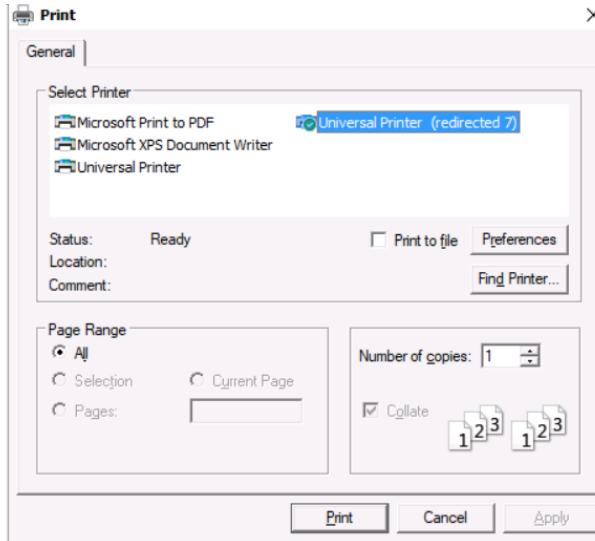 Print
General
Select Printer
Microsoft Print to PDF
Universal Printer (redirected 7)
Microsoft XPS Document Writer
Universal Printer
Status: Ready
Print to file
Preferences
Location:
Comment:
Find Printer...
Page Range
All
Selection
Current Page
Pages:
Number of copies: 1
Collate
1 2 3 1 2 3
Print
Cancel
Apply